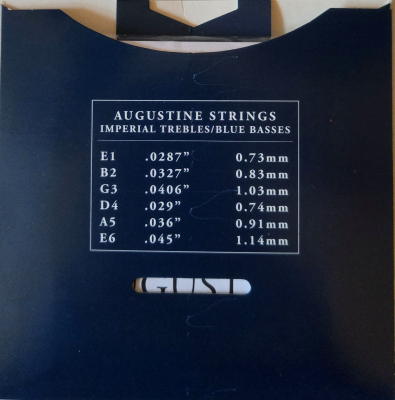 AUGUSTINE STRINGS
IMPERIAL TREBLES/BLUE BASSES
E1 .0287” 0.73mm
B2 .0327” 0.83mm
G3 .0406” 1.03mm
D4 .029” 0.74mm
A5 .036” 0.91mm
E6 .045” 1.14mm
GUST